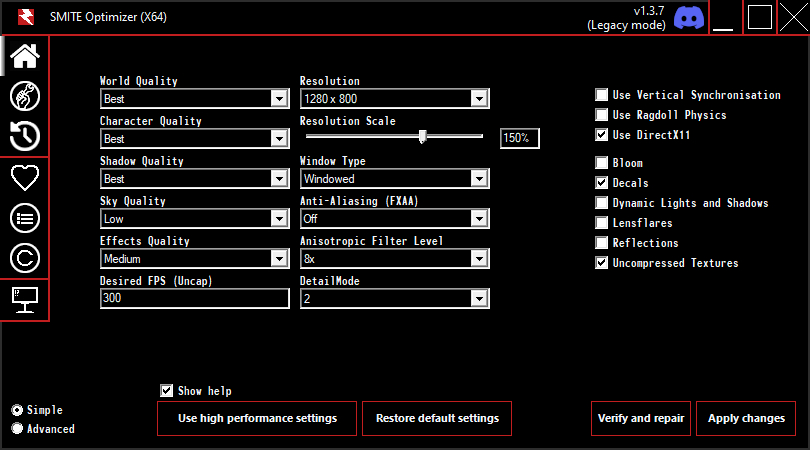 SMITE Optimizer (X64)
v1.3.7
(Legacy mode)
World Quality
Best
Resolution
1280 x 800
Use Vertical Synchronisation
Character Quality
Best
Resolution Scale
150%
Use Ragdoll Physics
Use DirectX11
Shadow Quality
Best
Window Type
Windowed
Bloom
Decals
Sky Quality
Low
Anti-Aliasing (FXAA)
Off
Dynamic Lights and Shadows
Lensflares
Effects Quality
Medium
Anisotropic Filter Level
8x
Reflections
Uncompressed Textures
Desired FPS (Uncap)
300
DetailMode
2
Show help
Simple
Advanced
Use high performance settings
Restore default settings
Verify and repair
Apply changes